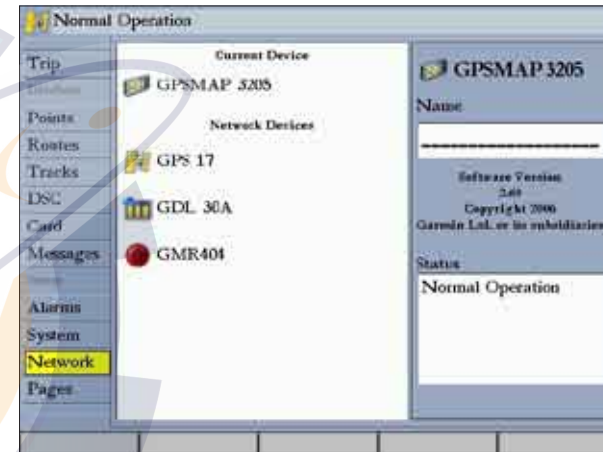 Normal Operation
Trip
Points
Routes
Tracks
DSC
Card
Messages
Alarms
System
Network
Pages
Current Device
GPSMAP 3205
Network Devices
GPS 17
GDL 30A
GMR404
GPSMAP 3205
Name
--------------------
Software Version
Copyright 2006
Garmin Ltd. or its subsidiaries
Status
Normal Operation